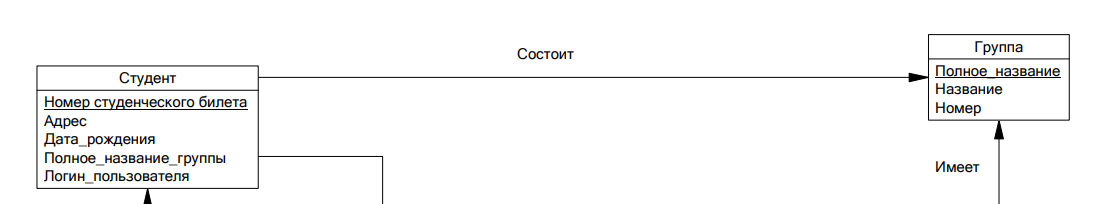 Состоит
Группа
Полное_название
Название
Номер
Студент
Номер студенческого билета
Адрес
Дата_рождения
Полное_название_группы
Логин_пользователя
Имеет